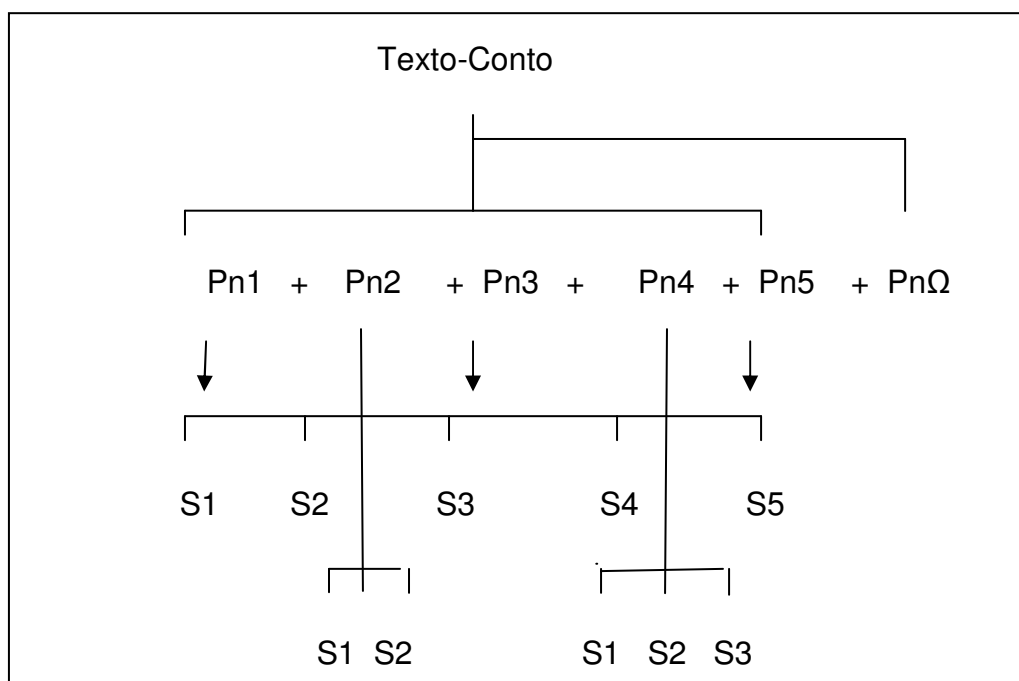 Texto-Conto
Pn1 + Pn2 + Pn3 + Pn4 + Pn5 + PnΩ
S1 S2 S3 S4 S5
S1 S2 S1 S2 S3